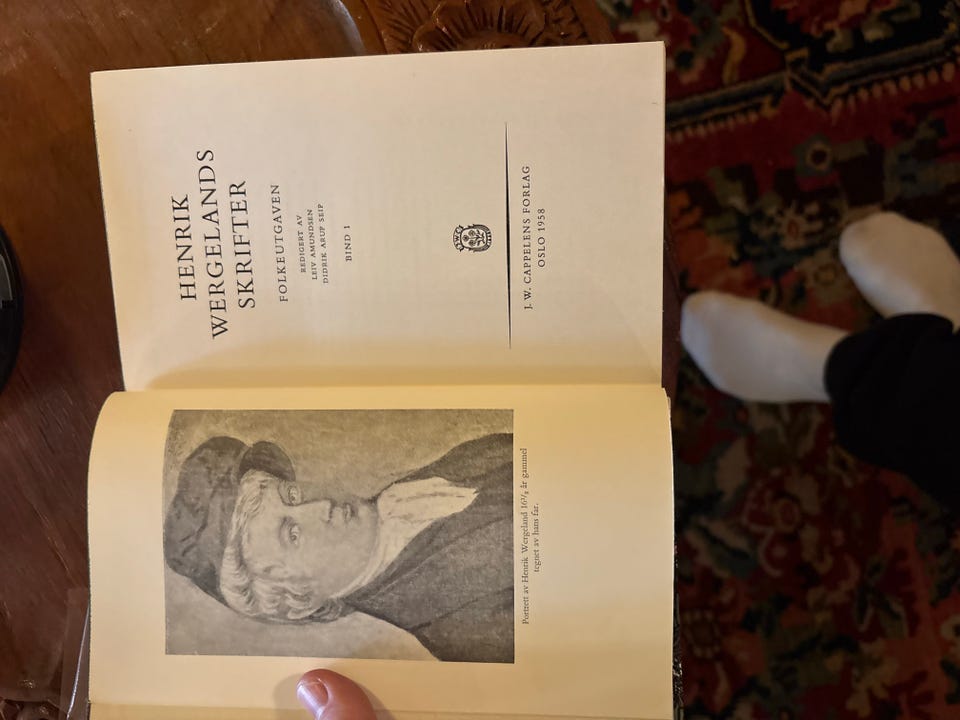 Portrett av Henrik Wergeland 16½ år gammel
tegnet av hans far.
HENRIK
WERGELANDS
SKRIFTER
FOLKEUTGAVEN
REDIGERT AV
LEIV AMUNDSEN
DIDRIK ARUP SEIP
BIND 1
J. W. CAPPELENS FORLAG
OSLO 1958